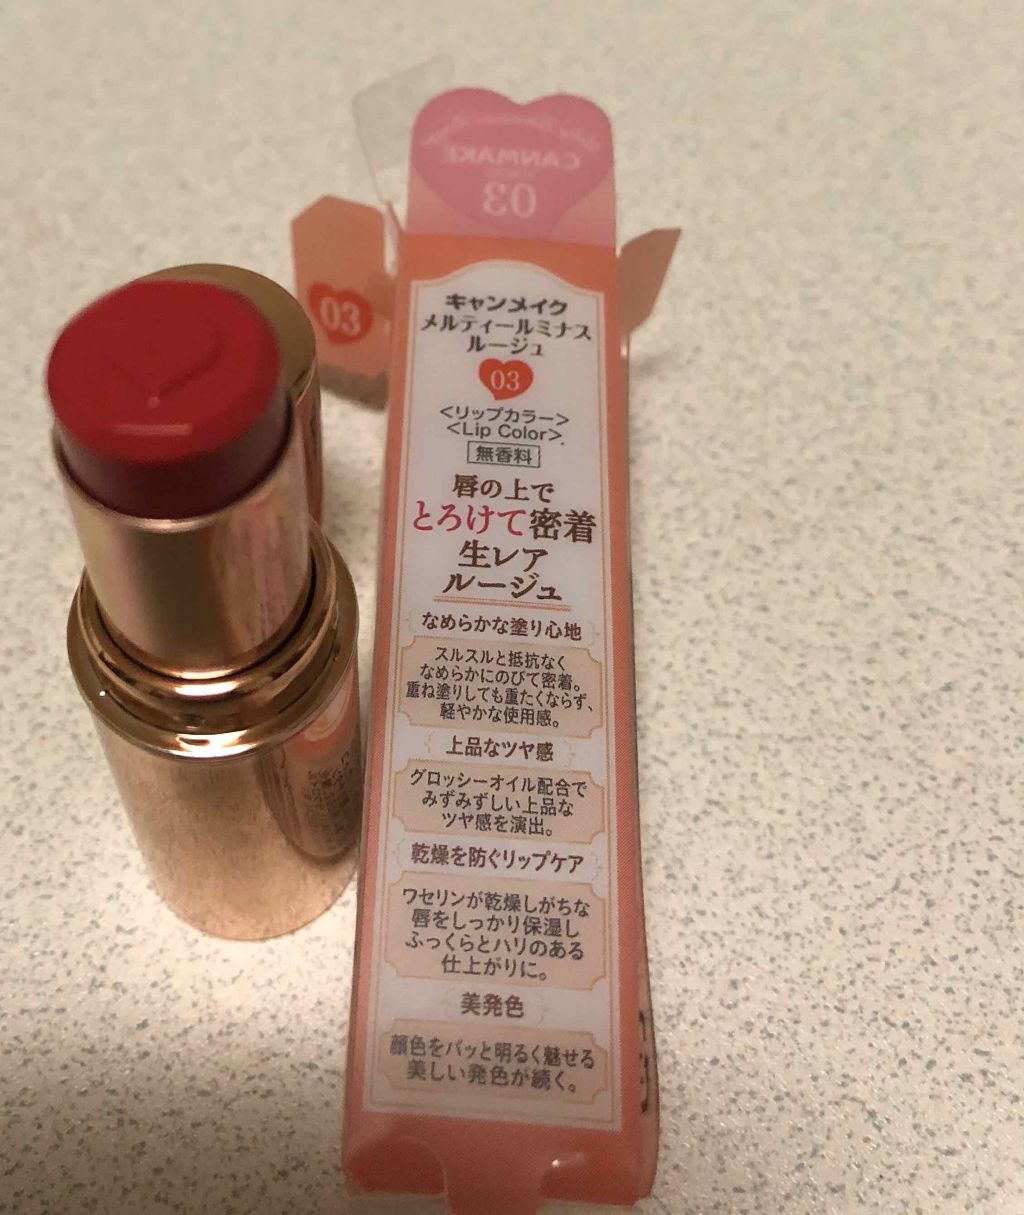 CANMAKE
03
03
キャンメイク
メルティールミナス
ルージュ
03
<リップカラー>
<Lip Color>
無香料
唇の上で
とろけて密着
生レア
ルージュ
なめらかな塗り心地
スルスルと抵抗なく
なめらかにのびて密着。
重ね塗りしても重たくならず、
軽やかな使用感。
上品なツヤ感
グロッシーオイル配合で
みずみずしい上品な
ツヤ感を演出。
乾燥を防ぐリップケア
ワセリンが乾燥しがちな
唇をしっかり保湿し
ふっくらとハリのある
仕上がりに。
美発色
顔色をパッと明るく魅せる
美しい発色が続く。